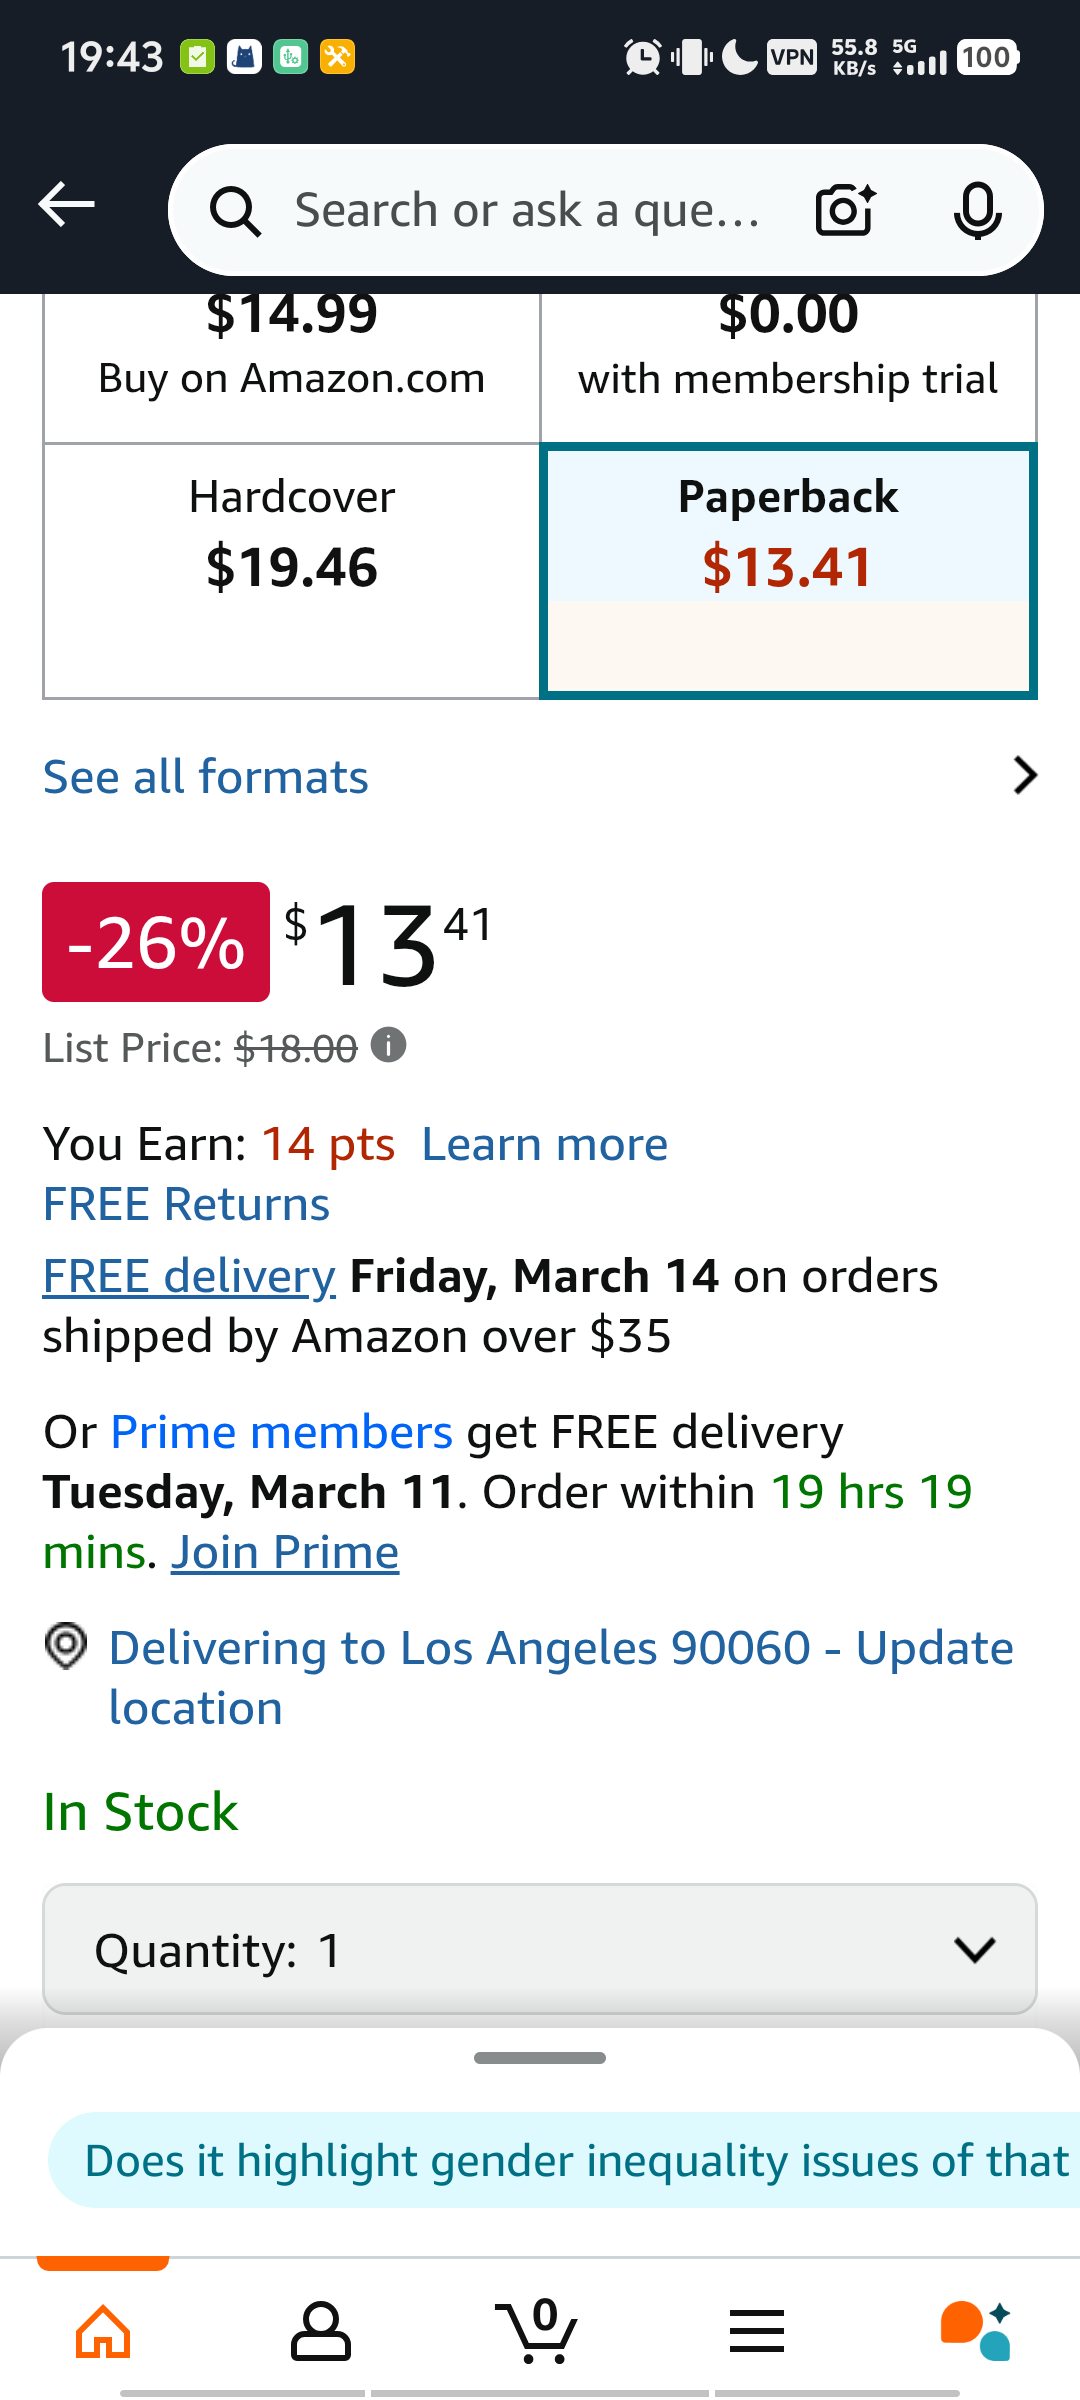 19:43
VPN
55.8 KB/s
5G
100
Search or ask a que...
$14.99
Buy on Amazon.com
$0.00
with membership trial
Hardcover
$19.46
Paperback
$13.41
See all formats
-26% $13 41
List Price: $18.00
You Earn: 14 pts Learn more
FREE Returns
FREE delivery Friday, March 14 on orders
shipped by Amazon over $35
Or Prime members get FREE delivery
Tuesday, March 11. Order within 19 hrs 19
mins. Join Prime
Delivering to Los Angeles 90060 - Update
location
In Stock
Quantity: 1
Does it highlight gender inequality issues of that
0